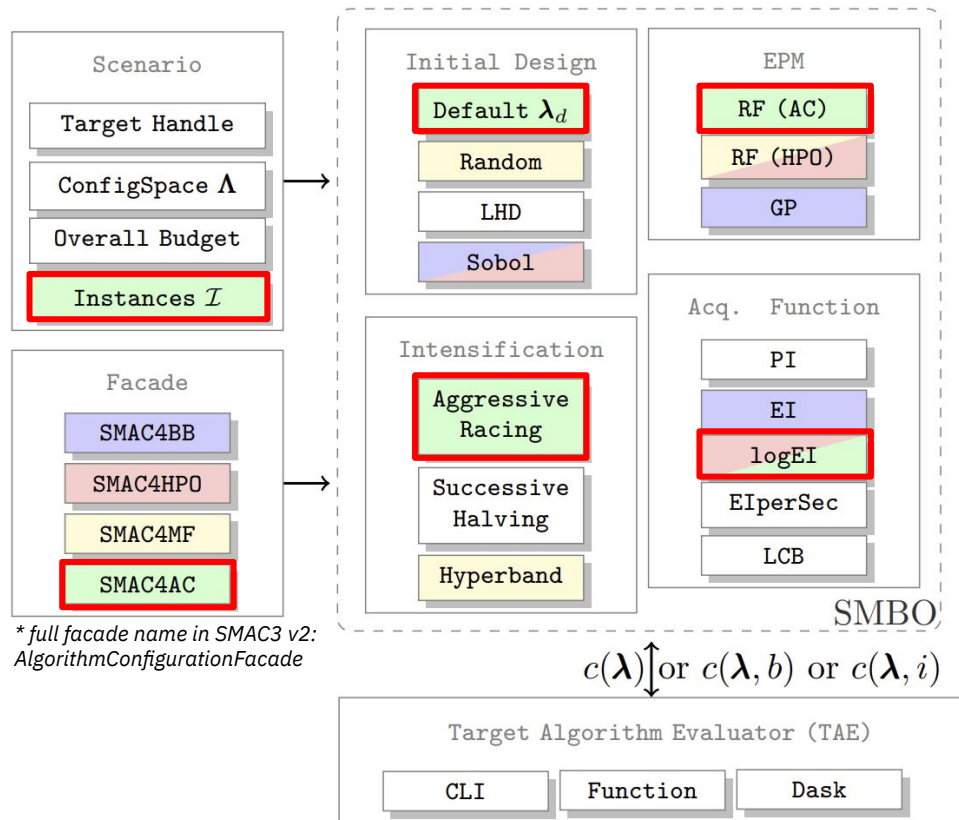 Scenario
Target Handle
ConfigSpace Λ
Overall Budget
Instances ℐ
Facade
SMAC4BB
SMAC4HPO
SMAC4MF
SMAC4AC
* full facade name in SMAC3 v2:
AlgorithmConfigurationFacade
Initial Design
Default λd
Random
LHD
Sobol
EPM
RF (AC)
RF (HPO)
GP
Intensification
Aggressive
Racing
Successive
Halving
Hyperband
Acq. Function
PI
EI
logEI
EIperSec
LCB
SMBO
c(λ) or c(λ, b) or c(λ, i)
Target Algorithm Evaluator (TAE)
CLI
Function
Dask